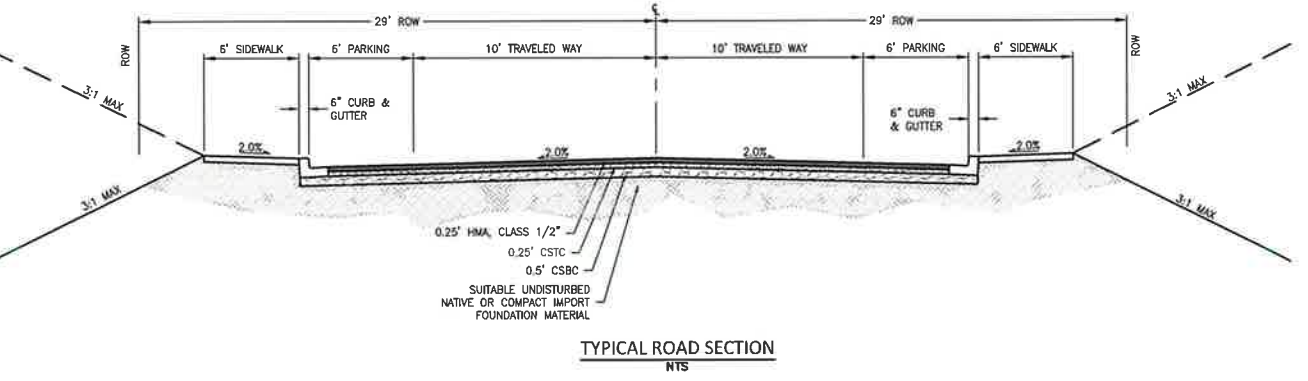 ℄
29' ROW
29' ROW
ROW
6' SIDEWALK
6' PARKING
10' TRAVELED WAY
10' TRAVELED WAY
6' PARKING
6' SIDEWALK
ROW
3:1 MAX
6" CURB &
GUTTER
6" CURB
& GUTTER
3:1 MAX
2.0%
2.0%
2.0%
2.0%
3:1 MAX
3:1 MAX
0.25' HMA, CLASS 1/2"
0.25' CSTC
0.5' CSBC
SUITABLE UNDISTURBED
NATIVE OR COMPACT IMPORT
FOUNDATION MATERIAL
TYPICAL ROAD SECTION
NTS